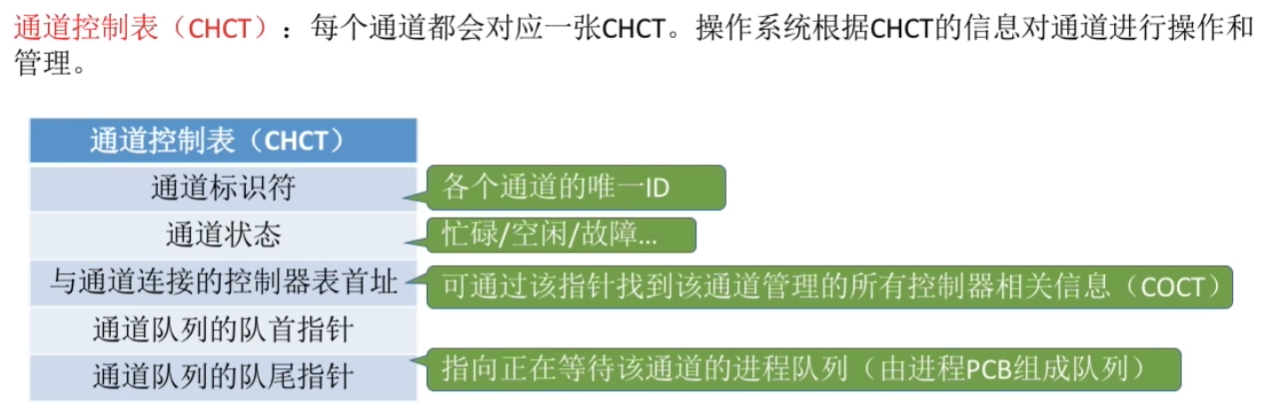 通道控制表（CHCT）：每个通道都会对应一张CHCT。操作系统根据CHCT的信息对通道进行操作和
管理。
通道控制表（CHCT）
通道标识符
各个通道的唯一ID
通道状态
忙碌/空闲/故障...
与通道连接的控制器表首址
可通过该指针找到该通道管理的所有控制器相关信息（COCT）
通道队列的队首指针
通道队列的队尾指针
指向正在等待该通道的进程队列（由进程PCB组成队列）